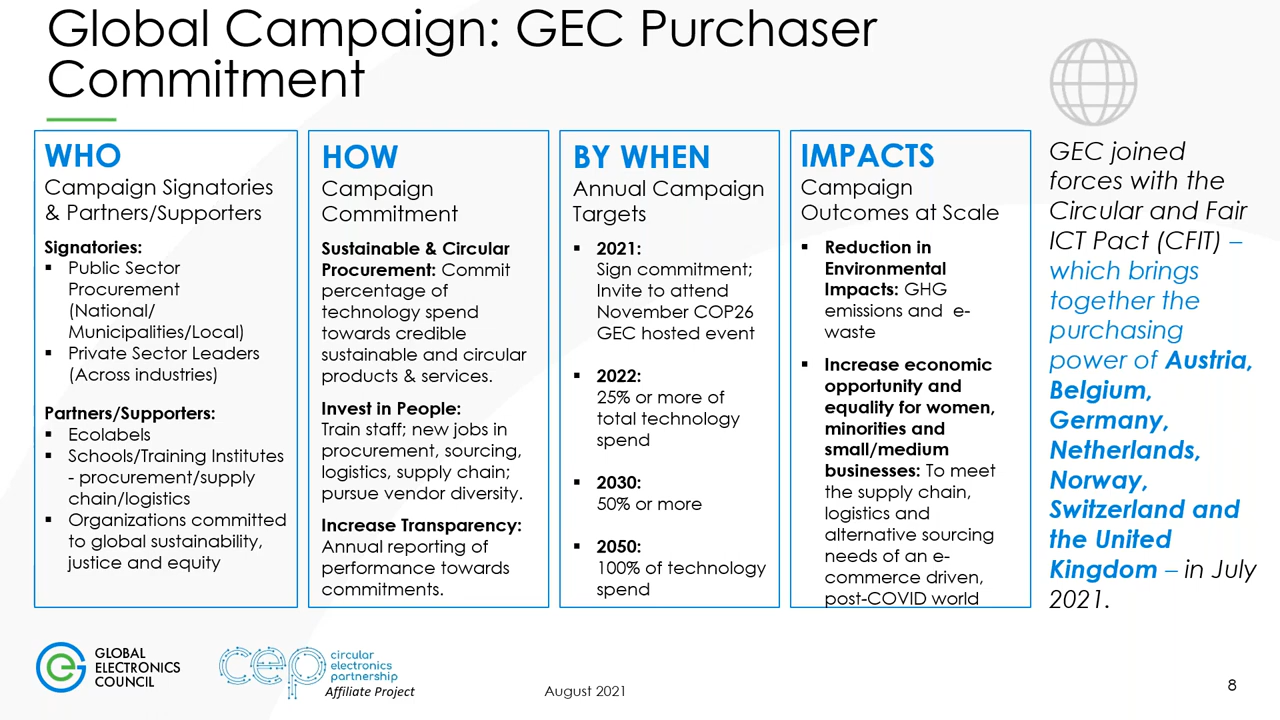 Global Campaign: GEC Purchaser
Commitment
WHO
Campaign Signatories
& Partners/Supporters
Signatories:
▪ Public Sector
Procurement
(National/
Municipalities/Local)
▪ Private Sector Leaders
(Across industries)
Partners/Supporters:
▪ Ecolabels
▪ Schools/Training Institutes
- procurement/supply
chain/logistics
▪ Organizations committed
to global sustainability,
justice and equity
HOW
Campaign
Commitment
Sustainable & Circular
Procurement: Commit
percentage of
technology spend
towards credible
sustainable and circular
products & services.
Invest in People:
Train staff; new jobs in
procurement, sourcing,
logistics, supply chain;
pursue vendor diversity.
Increase Transparency:
Annual reporting of
performance towards
commitments.
BY WHEN
Annual Campaign
Targets
▪ 2021:
Sign commitment;
Invite to attend
November COP26
GEC hosted event
▪ 2022:
25% or more of
total technology
spend
▪ 2030:
50% or more
▪ 2050:
100% of technology
spend
IMPACTS
Campaign
Outcomes at Scale
▪ Reduction in
Environmental
Impacts: GHG
emissions and e-
waste
▪ Increase economic
opportunity and
equality for women,
minorities and
small/medium
businesses: To meet
the supply chain,
logistics and
alternative sourcing
needs of an e-
commerce driven,
post-COVID world
GEC joined
forces with the
Circular and Fair
ICT Pact (CFIT) –
which brings
together the
purchasing
power of Austria,
Belgium,
Germany,
Netherlands,
Norway,
Switzerland and
the United
Kingdom – in July
2021.
GLOBAL
ELECTRONICS
COUNCIL
cep
circular
electronics
partnership
Affiliate Project
August 2021
8